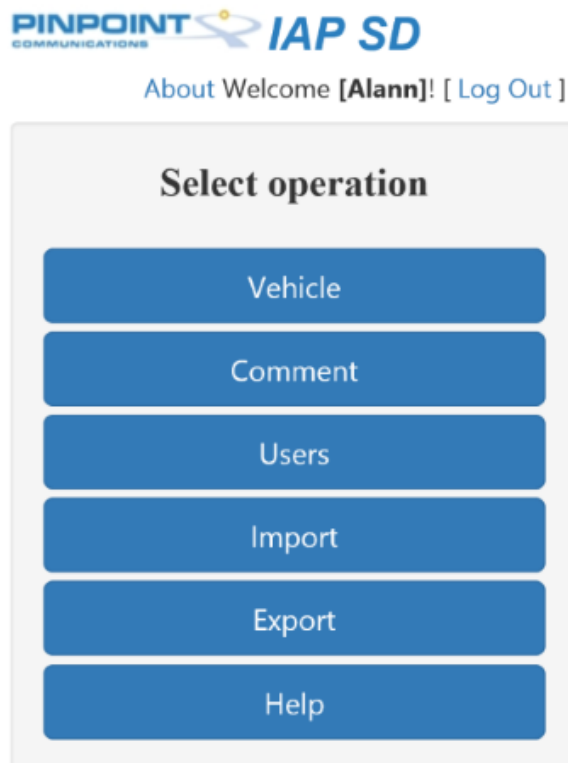 PINPOINT IAP SD
COMMUNICATIONS
About Welcome [Alann]! [ Log Out ]
Select operation
Vehicle
Comment
Users
Import
Export
Help